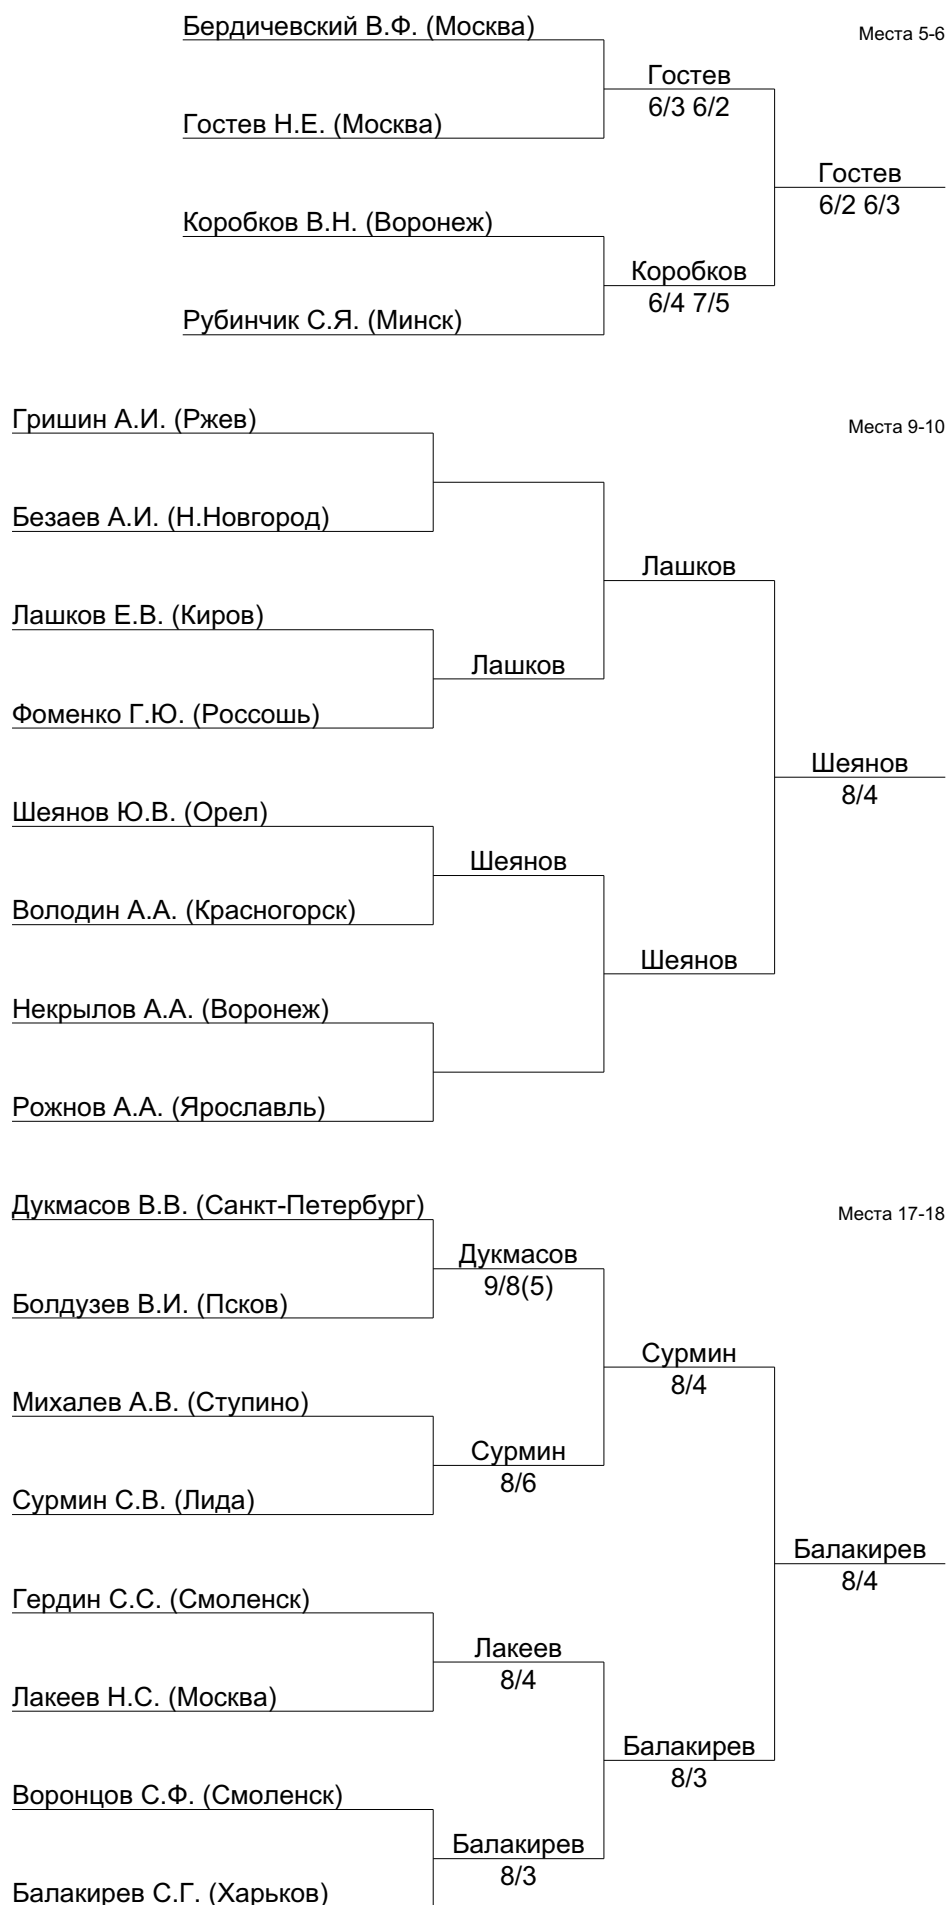 Бердичевский В.Ф. (Москва)
Места 5-6
Гостев
6/3 6/2
Гостев Н.Е. (Москва)
Гостев
6/2 6/3
Коробков В.Н. (Воронеж)
Коробков
6/4 7/5
Рубинчик С.Я. (Минск)
Гришин А.И. (Ржев)
Места 9-10
Безаев А.И. (Н.Новгород)
Лашков
Лашков Е.В. (Киров)
Лашков
Фоменко Г.Ю. (Россошь)
Шеянов
8/4
Шеянов Ю.В. (Орел)
Шеянов
Володин А.А. (Красногорск)
Шеянов
Некрылов А.А. (Воронеж)
Рожнов А.А. (Ярославль)
Дукмасов В.В. (Санкт-Петербург)
Места 17-18
Дукмасов
9/8(5)
Болдузев В.И. (Псков)
Сурмин
8/4
Михалев А.В. (Ступино)
Сурмин
8/6
Сурмин С.В. (Лида)
Балакирев
8/4
Гердин С.С. (Смоленск)
Лакеев
8/4
Лакеев Н.С. (Москва)
Балакирев
8/3
Воронцов С.Ф. (Смоленск)
Балакирев
8/3
Балакирев С.Г. (Харьков)